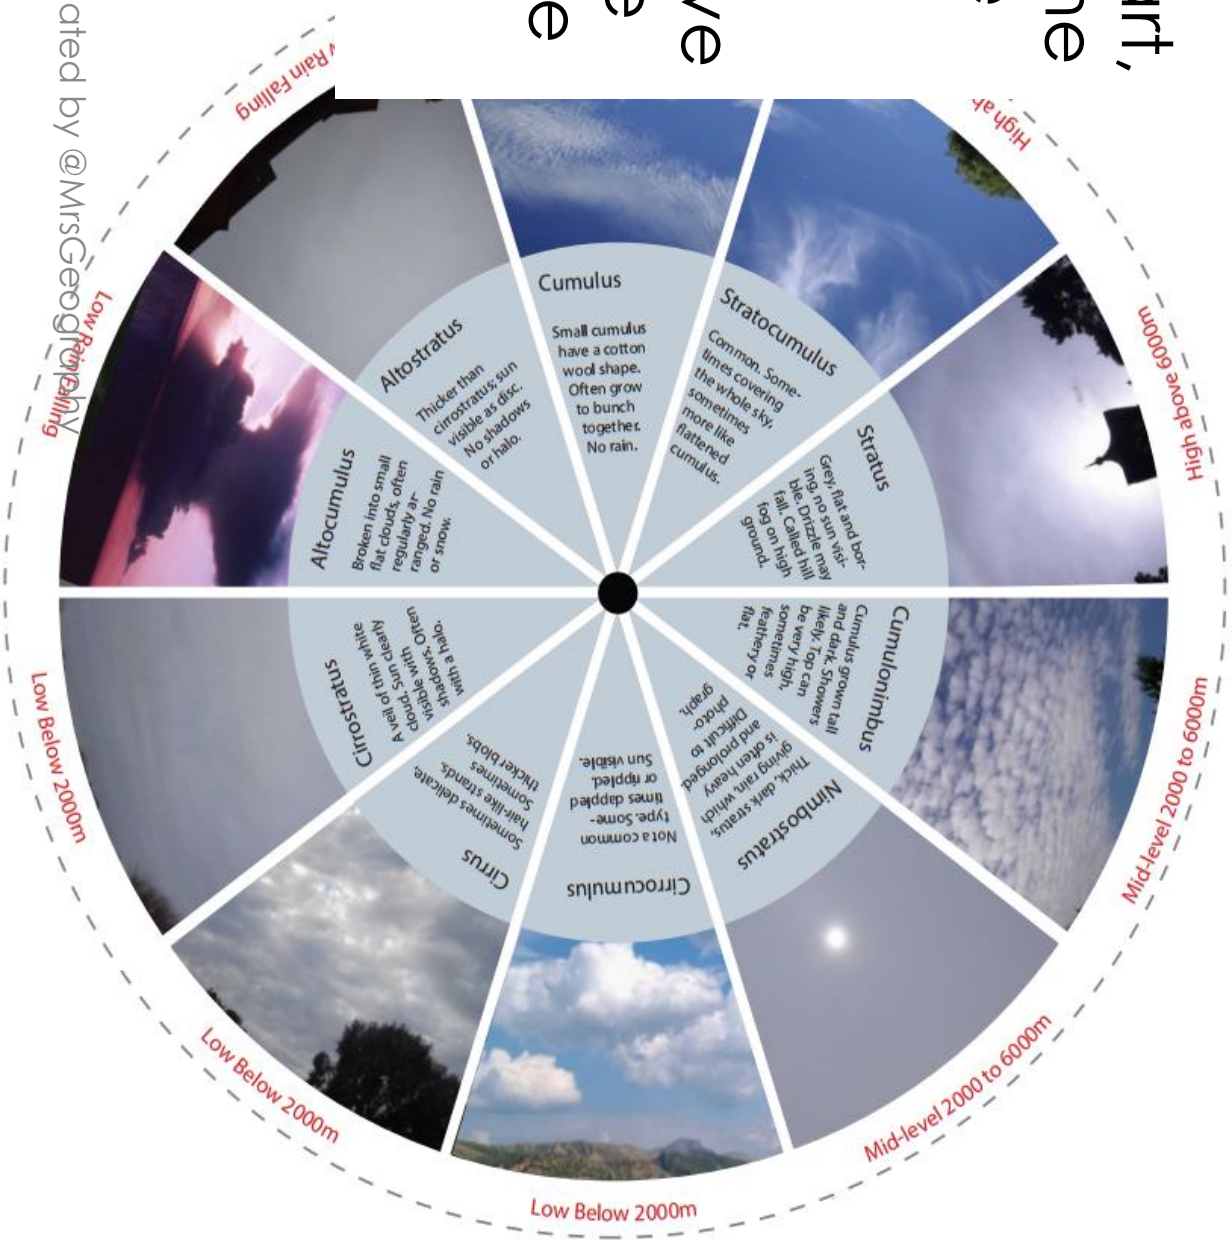 art,
ne
ve
e
e
ated by @MrsGeography
Rain Falling
High ab
High above 6000m
Mid-level 2000 to 6000m
Mid-level 2000 to 6000m
Low Below 2000m
Low Below 2000m
Low Below 2000m
Low Rain Falling
Cumulus
Small cumulus
have a cotton
wool shape.
Often grow
to bunch
together.
No rain.
Stratocumulus
Common. Some-
times covering
the whole sky,
sometimes
more like
flattened
cumulus.
Stratus
Grey, flat and bor-
ing, no sun visi-
ble. Drizzle may
fall. Called hill
fog on high
ground.
Cumulonimbus
Cumulus grown tall
and dark. Showers
likely. Top can
be very high,
sometimes
feathery or
flat.
Nimbostratus
Thick, dark stratus,
giving rain, which
is often heavy
and prolonged.
Difficult to
photo-
graph.
Cirrocumulus
Not a common
type. Some-
times dappled
or rippled.
Sun visible.
Cirrus
Sometimes delicate,
hair-like strands.
Sometimes
thicker blobs.
Cirrostratus
A veil of thin white
cloud. Sun clearly
visible with
shadows. Often
with a halo.
Altocumulus
Broken into small
flat clouds, often
regularly ar-
ranged. No rain
or snow.
Altostratus
Thicker than
cirrostratus; sun
visible as disc.
No shadows
or halo.